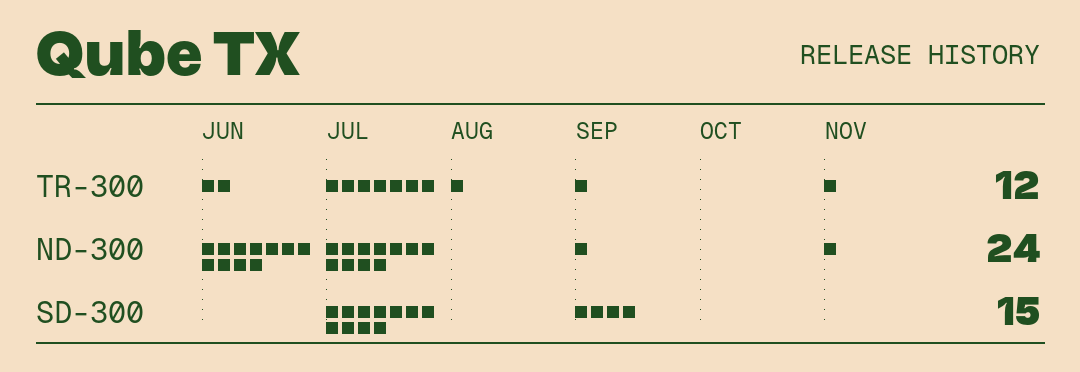 Qube TX
RELEASE HISTORY
JUN JUL AUG SEP OCT NOV
TR-300 12
ND-300 24
SD-300 15